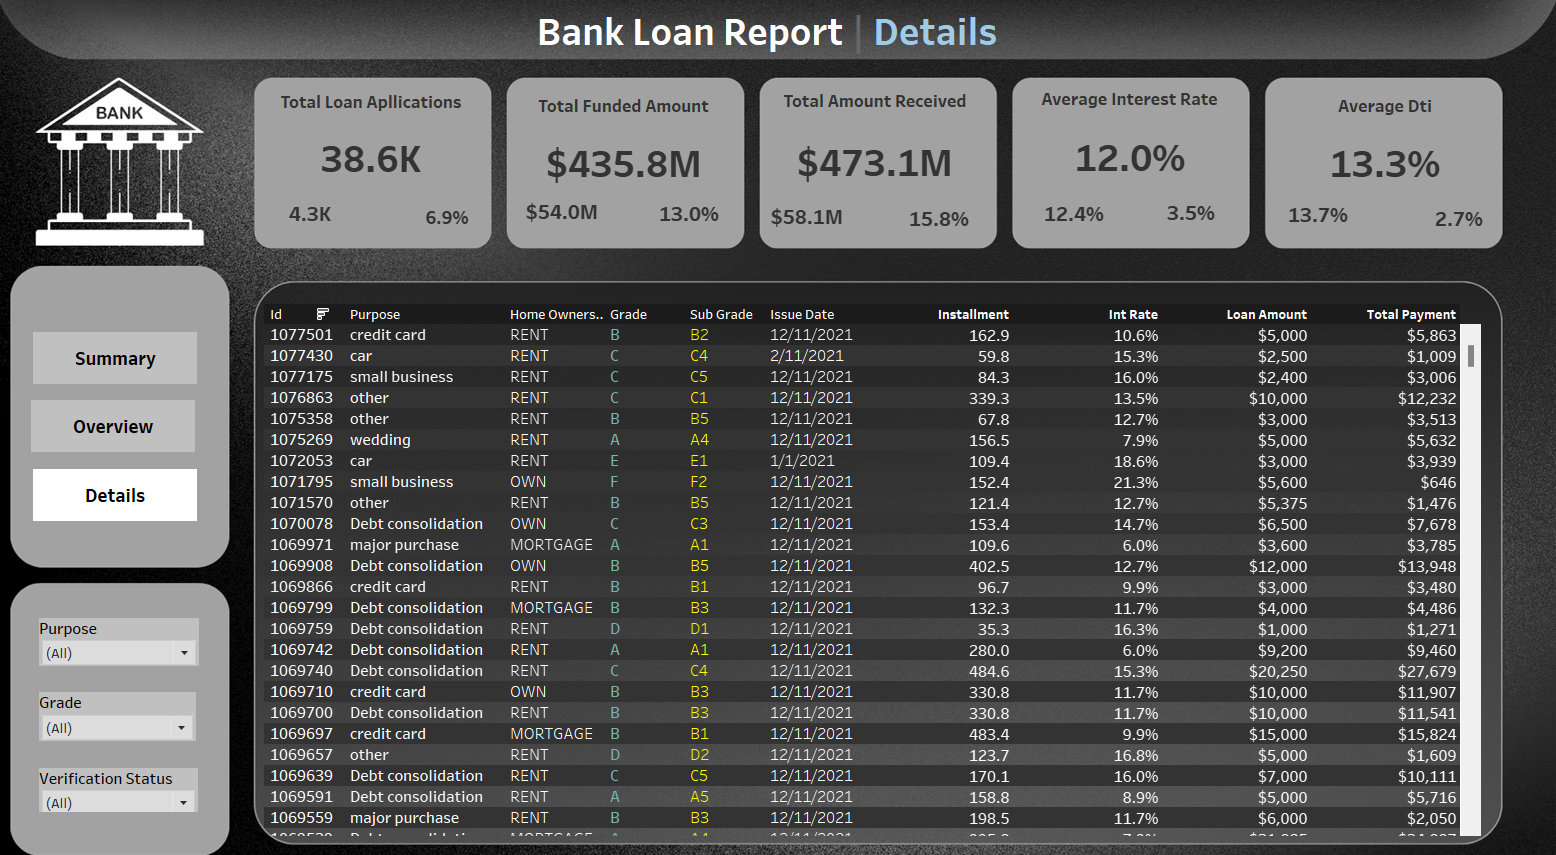 Bank Loan Report | Details
BANK
Total Loan Apllications
38.6K
4.3K 6.9%
Total Funded Amount
$435.8M
$54.0M 13.0%
Total Amount Received
$473.1M
$58.1M 15.8%
Average Interest Rate
12.0%
12.4% 3.5%
Average Dti
13.3%
13.7% 2.7%
Summary
Overview
Details
Purpose
(All)
Grade
(All)
Verification Status
(All)
Id Purpose Home Owners.. Grade Sub Grade Issue Date Installment Int Rate Loan Amount Total Payment
1077501 credit card RENT B B2 12/11/2021 162.9 10.6% $5,000 $5,863
1077430 car RENT C C4 2/11/2021 59.8 15.3% $2,500 $1,009
1077175 small business RENT C C5 12/11/2021 84.3 16.0% $2,400 $3,006
1076863 other RENT C C1 12/11/2021 339.3 13.5% $10,000 $12,232
1075358 other RENT B B5 12/11/2021 67.8 12.7% $3,000 $3,513
1075269 wedding RENT A A4 12/11/2021 156.5 7.9% $5,000 $5,632
1072053 car RENT E E1 1/1/2021 109.4 18.6% $3,000 $3,939
1071795 small business OWN F F2 12/11/2021 152.4 21.3% $5,600 $646
1071570 other RENT B B5 12/11/2021 121.4 12.7% $5,375 $1,476
1070078 Debt consolidation OWN C C3 12/11/2021 153.4 14.7% $6,500 $7,678
1069971 major purchase MORTGAGE A A1 12/11/2021 109.6 6.0% $3,600 $3,785
1069908 Debt consolidation OWN B B5 12/11/2021 402.5 12.7% $12,000 $13,948
1069866 credit card RENT B B1 12/11/2021 96.7 9.9% $3,000 $3,480
1069799 Debt consolidation MORTGAGE B B3 12/11/2021 132.3 11.7% $4,000 $4,486
1069759 Debt consolidation RENT D D1 12/11/2021 35.3 16.3% $1,000 $1,271
1069742 Debt consolidation RENT A A1 12/11/2021 280.0 6.0% $9,200 $9,460
1069740 Debt consolidation RENT C C4 12/11/2021 484.6 15.3% $20,250 $27,679
1069710 credit card OWN B B3 12/11/2021 330.8 11.7% $10,000 $11,907
1069700 Debt consolidation RENT B B3 12/11/2021 330.8 11.7% $10,000 $11,541
1069697 credit card MORTGAGE B B1 12/11/2021 483.4 9.9% $15,000 $15,824
1069657 other RENT D D2 12/11/2021 123.7 16.8% $5,000 $1,609
1069639 Debt consolidation RENT C C5 12/11/2021 170.1 16.0% $7,000 $10,111
1069591 Debt consolidation RENT A A5 12/11/2021 158.8 8.9% $5,000 $5,716
1069559 major purchase RENT B B3 12/11/2021 198.5 11.7% $6,000 $2,050